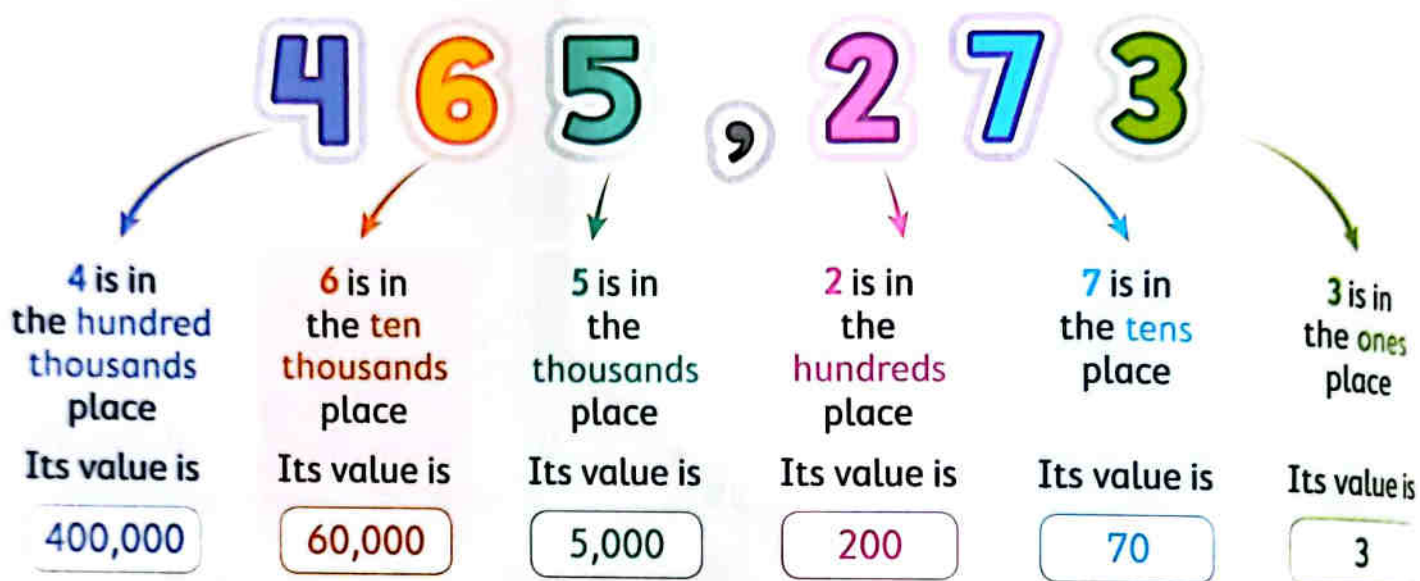 465,273
4 is in
the hundred
thousands
place
Its value is
400,000
6 is in
the ten
thousands
place
Its value is
60,000
5 is in
the
thousands
place
Its value is
5,000
2 is in
the
hundreds
place
Its value is
200
7 is in
the tens
place
Its value is
70
3 is in
the ones
place
Its value is
3